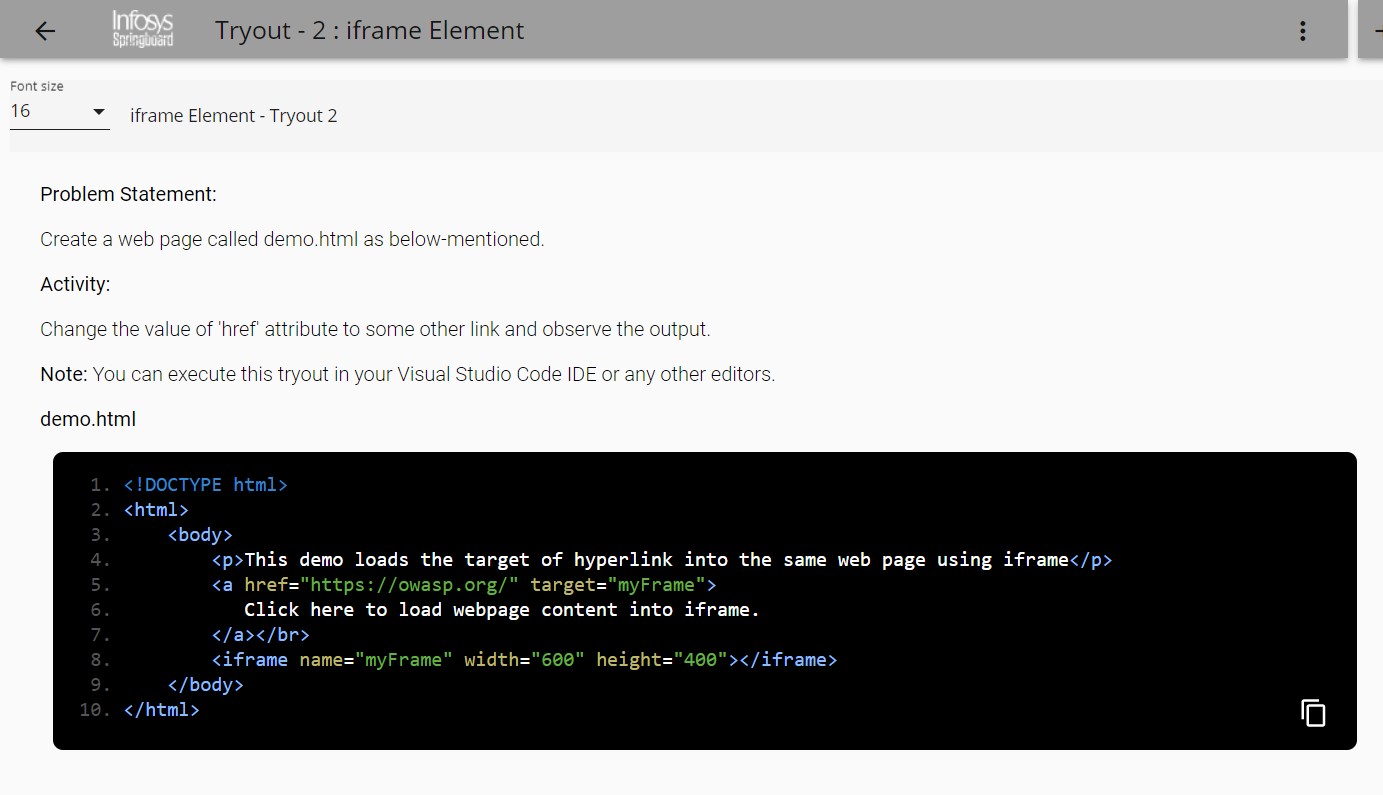 Infosys
Springboard
Tryout - 2 : iframe Element
Font size
16
iframe Element - Tryout 2
Problem Statement:
Create a web page called demo.html as below-mentioned.
Activity:
Change the value of 'href' attribute to some other link and observe the output.
Note: You can execute this tryout in your Visual Studio Code IDE or any other editors.
demo.html
1. <!DOCTYPE html>
2. <html>
3.     <body>
4.         <p>This demo loads the target of hyperlink into the same web page using iframe</p>
5.         <a href="https://owasp.org/" target="myFrame">
6.            Click here to load webpage content into iframe.
7.         </a></br>
8.         <iframe name="myFrame" width="600" height="400"></iframe>
9.     </body>
10. </html>